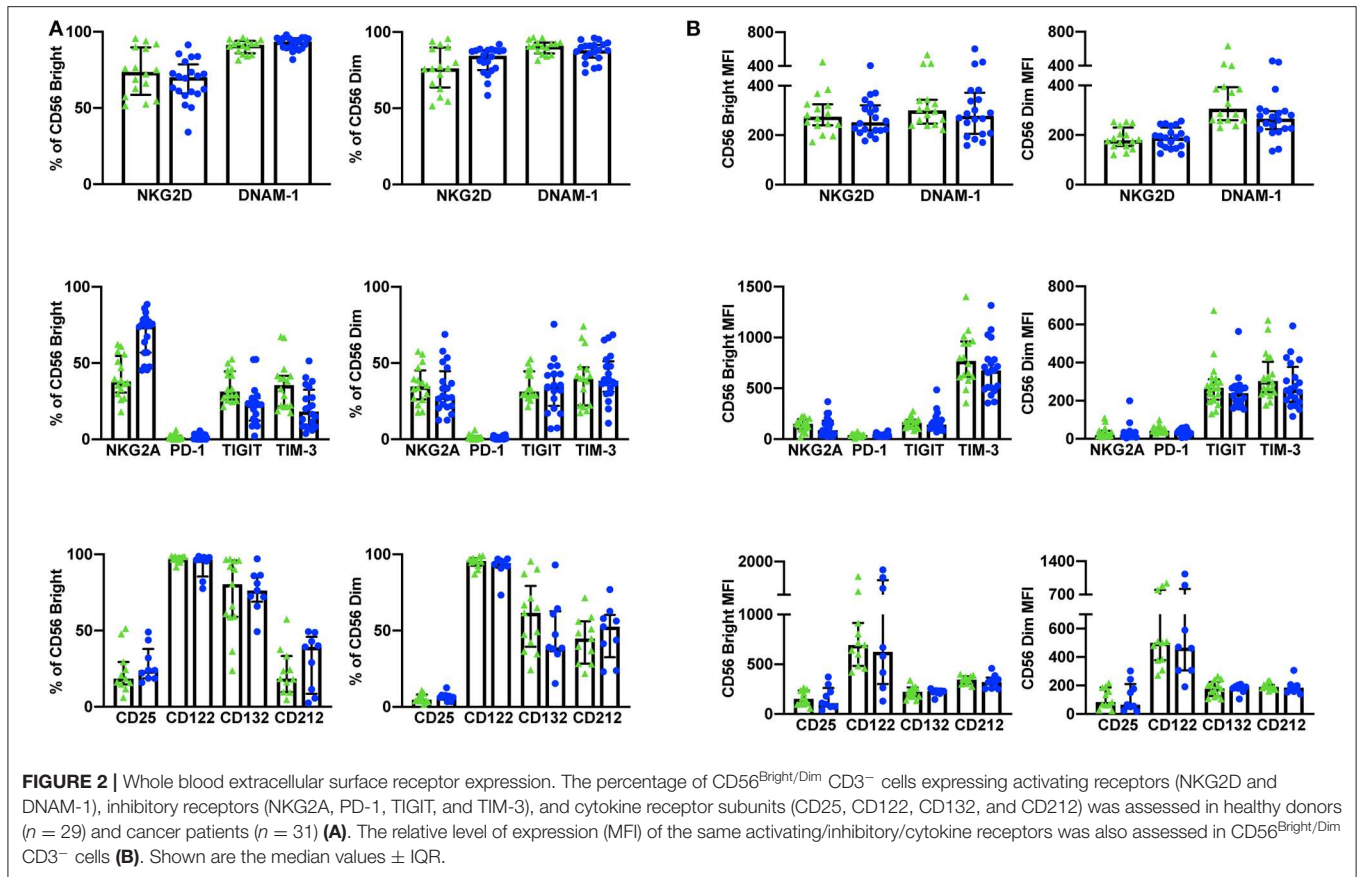 A
B
100
50
0
% of CD56 Bright
NKG2D DNAM-1
100
50
0
% of CD56 Dim
NKG2D DNAM-1
800
400
400
200
0
CD56 Bright MFI
NKG2D DNAM-1
800
400
400
200
0
CD56 Dim MFI
NKG2D DNAM-1
100
50
0
% of CD56 Bright
NKG2A PD-1 TIGIT TIM-3
100
50
0
% of CD56 Dim
NKG2A PD-1 TIGIT TIM-3
1500
1000
500
0
CD56 Bright MFI
NKG2A PD-1 TIGIT TIM-3
800
600
400
200
0
CD56 Dim MFI
NKG2A PD-1 TIGIT TIM-3
100
50
0
% of CD56 Bright
CD25 CD122 CD132 CD212
100
50
0
% of CD56 Dim
CD25 CD122 CD132 CD212
2000
1000
1000
500
0
CD56 Bright MFI
CD25 CD122 CD132 CD212
1400
700
600
400
200
0
CD56 Dim MFI
CD25 CD122 CD132 CD212
FIGURE 2 | Whole blood extracellular surface receptor expression. The percentage of CD56Bright/Dim CD3− cells expressing activating receptors (NKG2D and
DNAM-1), inhibitory receptors (NKG2A, PD-1, TIGIT, and TIM-3), and cytokine receptor subunits (CD25, CD122, CD132, and CD212) was assessed in healthy donors
(n = 29) and cancer patients (n = 31) (A). The relative level of expression (MFI) of the same activating/inhibitory/cytokine receptors was also assessed in CD56Bright/Dim
CD3− cells (B). Shown are the median values ± IQR.